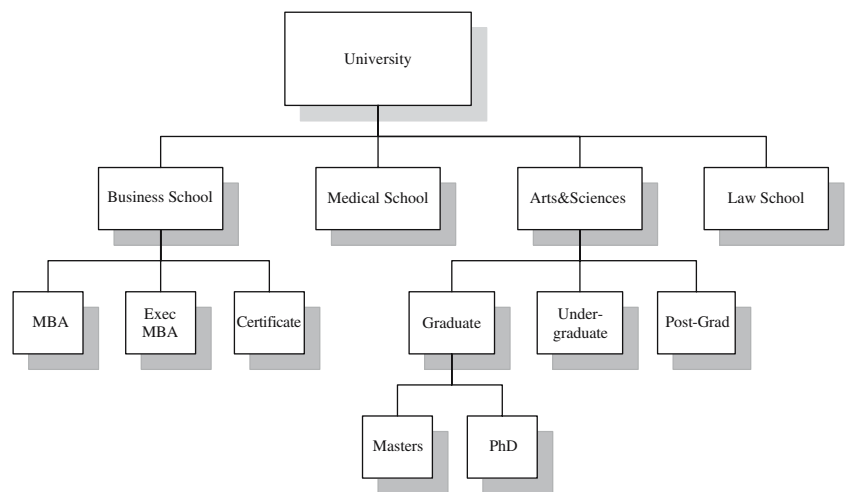 University
Business School
Medical School
Arts&Sciences
Law School
MBA
Exec
MBA
Certificate
Graduate
Under-
graduate
Post-Grad
Masters
PhD